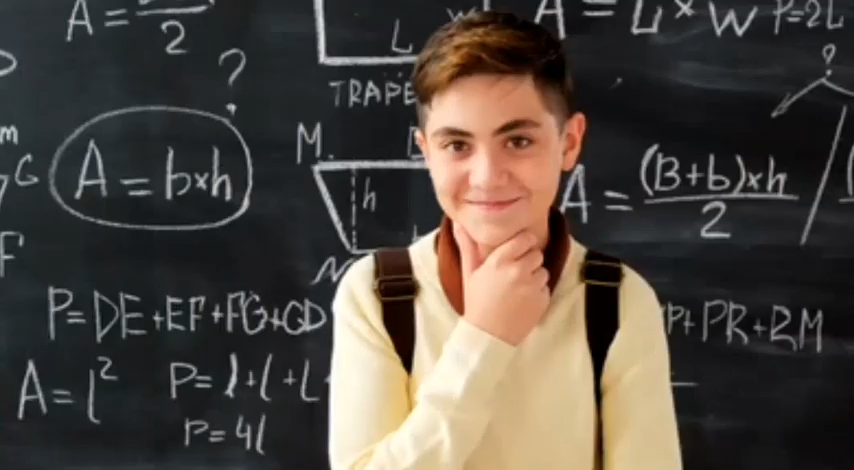 A = 2
L
A = L × W P=2L
?
TRAPE
M
A = b×h
h
A = (B+b)×h / 2
?
m
G
F
P=DE+EF+FG+GD
P+PR+RM
A=l²
P=l+l+L
P=4l